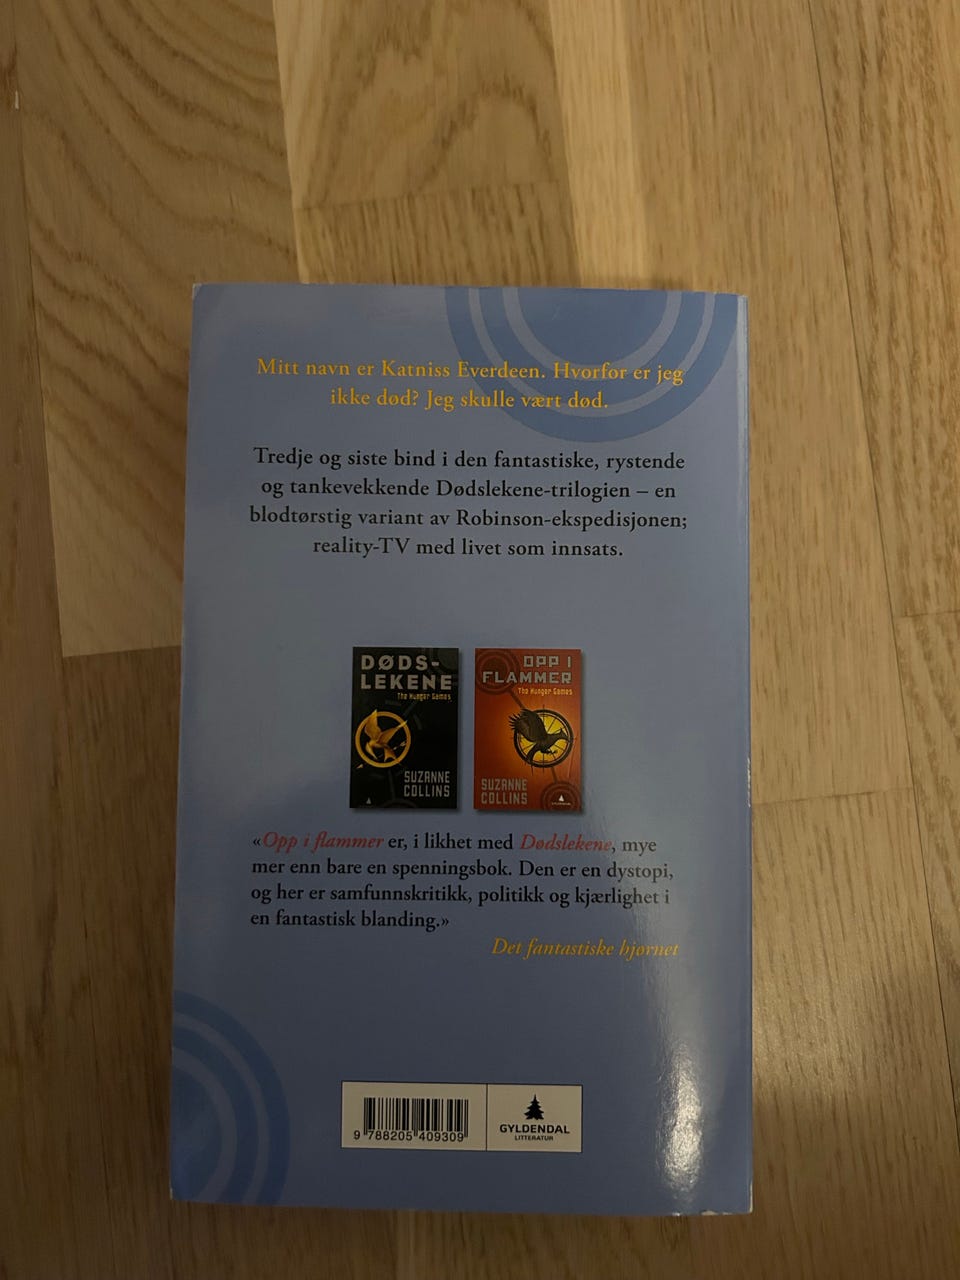 Mitt navn er Katniss Everdeen. Hvorfor er jeg
ikke død? Jeg skulle vært død.
Tredje og siste bind i den fantastiske, rystende
og tankevekkende Dødslekene-trilogien – en
blodtørstig variant av Robinson-ekspedisjonen;
reality-TV med livet som innsats.
DØDS-
LEKENE
The Hunger Games
SUZANNE
COLLINS
OPP I
FLAMMER
The Hunger Games
SUZANNE
COLLINS
GYLDENDAL
«Opp i flammer er, i likhet med Dødslekene, mye
mer enn bare en spenningsbok. Den er en dystopi,
og her er samfunnskritikk, politikk og kjærlighet i
en fantastisk blanding.»
Det fantastiske hjørnet
9 788205 409309
GYLDENDAL
LITTERATUR